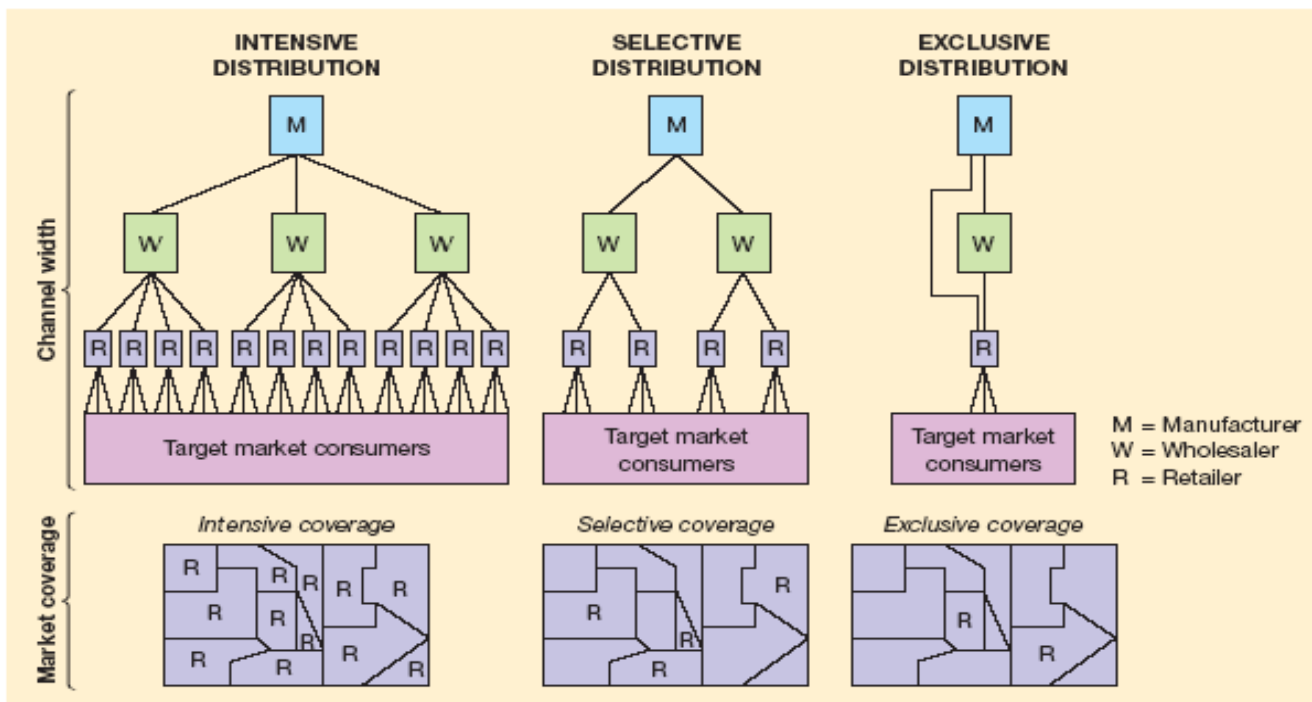 INTENSIVE
DISTRIBUTION
SELECTIVE
DISTRIBUTION
EXCLUSIVE
DISTRIBUTION
M
M
M
W W W
W W
W
Channel width
R R R R R R R R R R R R
R R R R
R
Target market consumers
Target market
consumers
Target market
consumers
M = Manufacturer
W = Wholesaler
R = Retailer
Market coverage
Intensive coverage
R R R R R
R R
R R
R R R
Selective coverage
R
R
R
R
Exclusive coverage
R
R